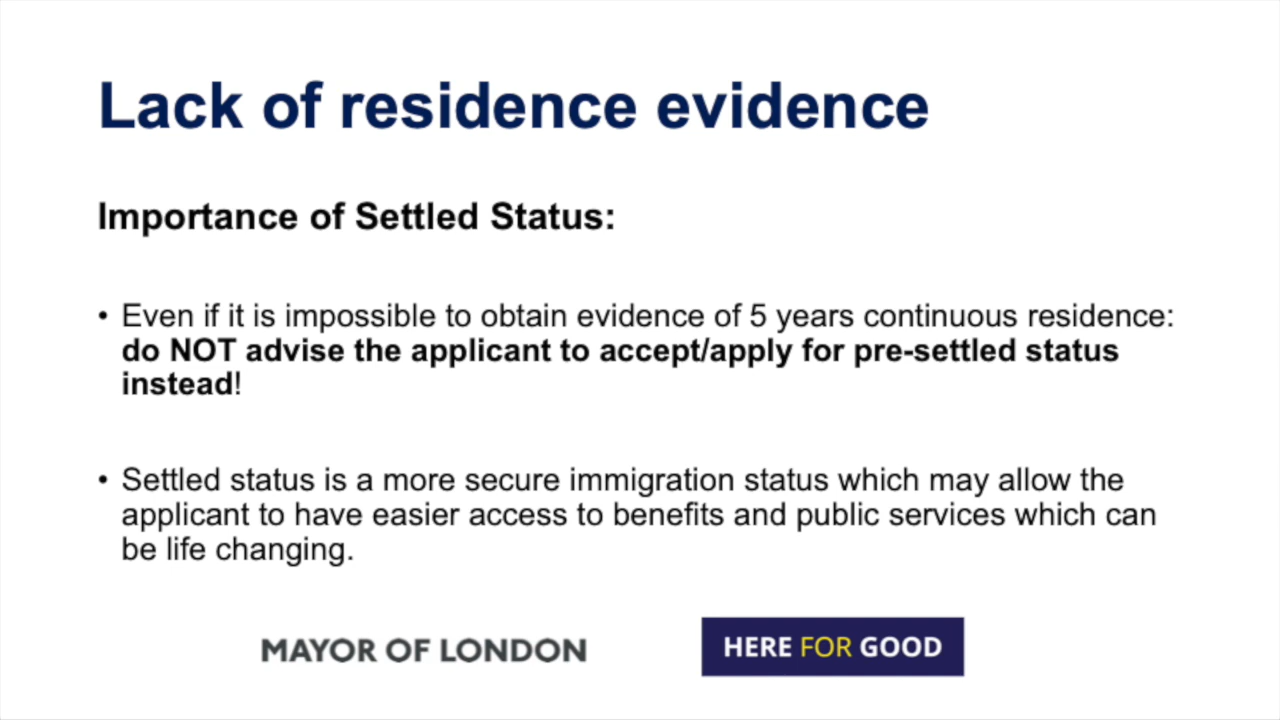 Lack of residence evidence
Importance of Settled Status:
• Even if it is impossible to obtain evidence of 5 years continuous residence:
do NOT advise the applicant to accept/apply for pre-settled status
instead!
• Settled status is a more secure immigration status which may allow the
applicant to have easier access to benefits and public services which can
be life changing.
MAYOR OF LONDON
HERE FOR GOOD